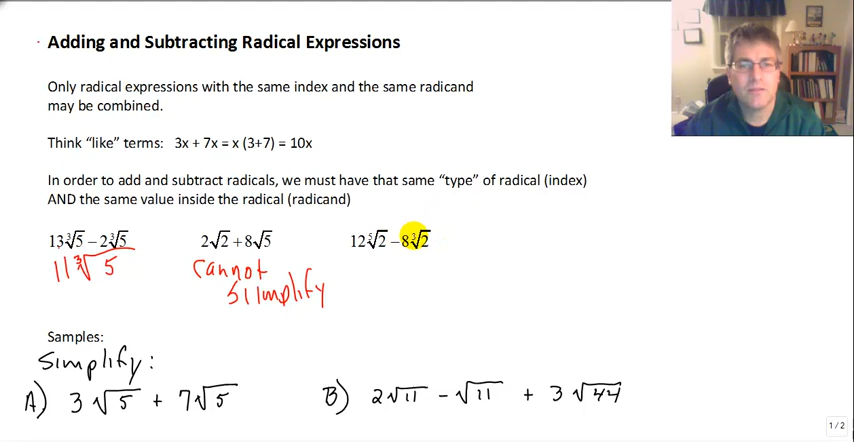 Adding and Subtracting Radical Expressions
Only radical expressions with the same index and the same radicand
may be combined.
Think “like” terms: 3x + 7x = x (3+7) = 10x
In order to add and subtract radicals, we must have that same “type” of radical (index)
AND the same value inside the radical (radicand)
13∛5 – 2∛5 2√2 + 8√5 12⁵√2 – 8∛2
11∛5 cannot
simplify
Samples:
Simplify:
A) 3√5 + 7√5 B) 2√11 - √11 + 3√44
1/2